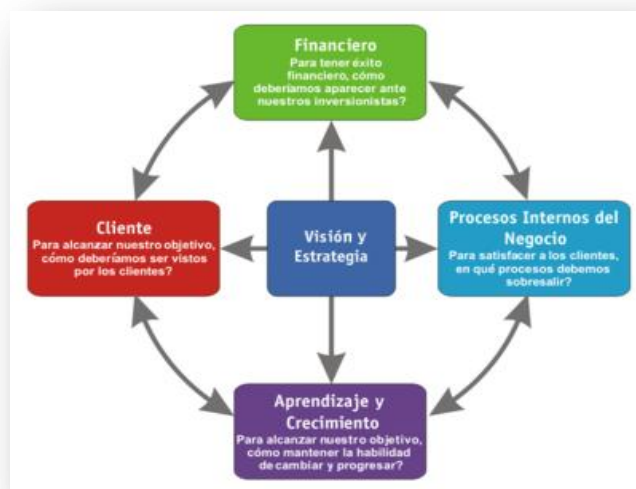 Financiero
Para tener éxito
financiero, cómo
deberíamos aparecer ante
nuestros inversionistas?
Cliente
Para alcanzar nuestro objetivo,
cómo deberíamos ser vistos
por los clientes?
Visión y
Estrategia
Procesos Internos del
Negocio
Para satisfacer a los clientes,
en qué procesos debemos
sobresalir?
Aprendizaje y
Crecimiento
Para alcanzar nuestro objetivo,
cómo mantener la habilidad
de cambiar y progresar?